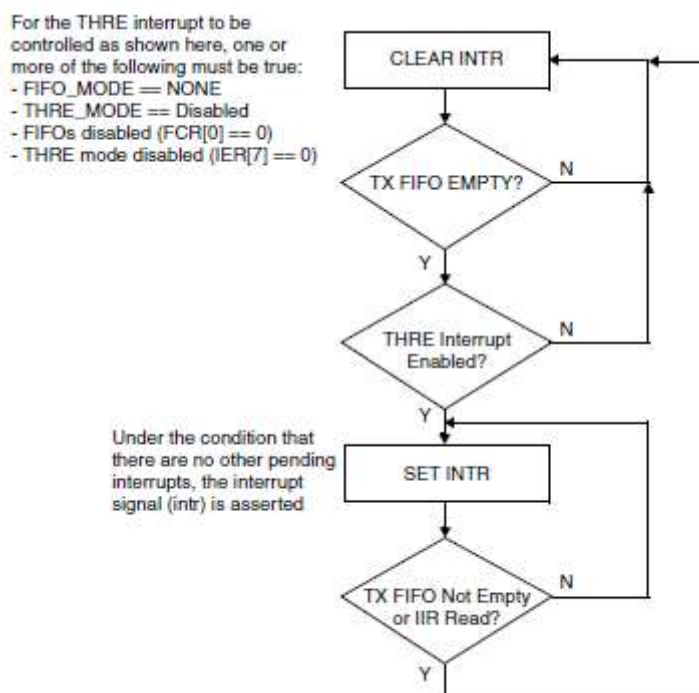 For the THRE interrupt to be
controlled as shown here, one or
more of the following must be true:
- FIFO_MODE == NONE
- THRE_MODE == Disabled
- FIFOs disabled (FCR[0] == 0)
- THRE mode disabled (IER[7] == 0)
CLEAR INTR
TX FIFO EMPTY?
N
Y
THRE Interrupt
Enabled?
N
Y
Under the condition that
there are no other pending
interrupts, the interrupt
signal (intr) is asserted
SET INTR
TX FIFO Not Empty
or IIR Read?
N
Y